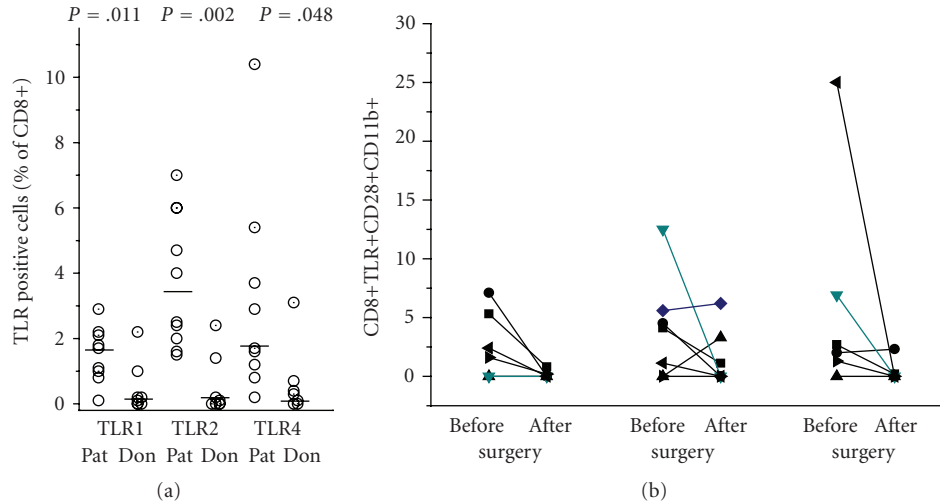 P = .011 P = .002 P = .048
TLR positive cells (% of CD8+)
10
8
6
4
2
0
TLR1 TLR2 TLR4
Pat Don Pat Don Pat Don
(a)
CD8+TLR+CD28+CD11b+
30
25
20
15
10
5
0
Before After Before After Before After
surgery surgery surgery
(b)